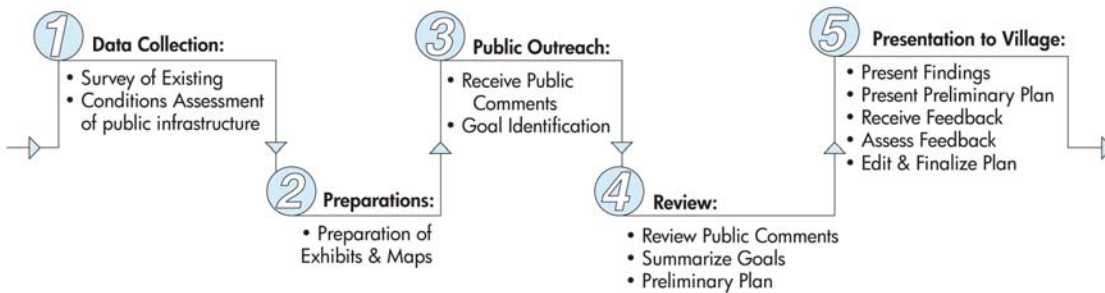 1 Data Collection:
• Survey of Existing
• Conditions Assessment
of public infrastructure
2 Preparations:
• Preparation of
Exhibits & Maps
3 Public Outreach:
• Receive Public
Comments
• Goal Identification
4 Review:
• Review Public Comments
• Summarize Goals
• Preliminary Plan
5 Presentation to Village:
• Present Findings
• Present Preliminary Plan
• Receive Feedback
• Assess Feedback
• Edit & Finalize Plan